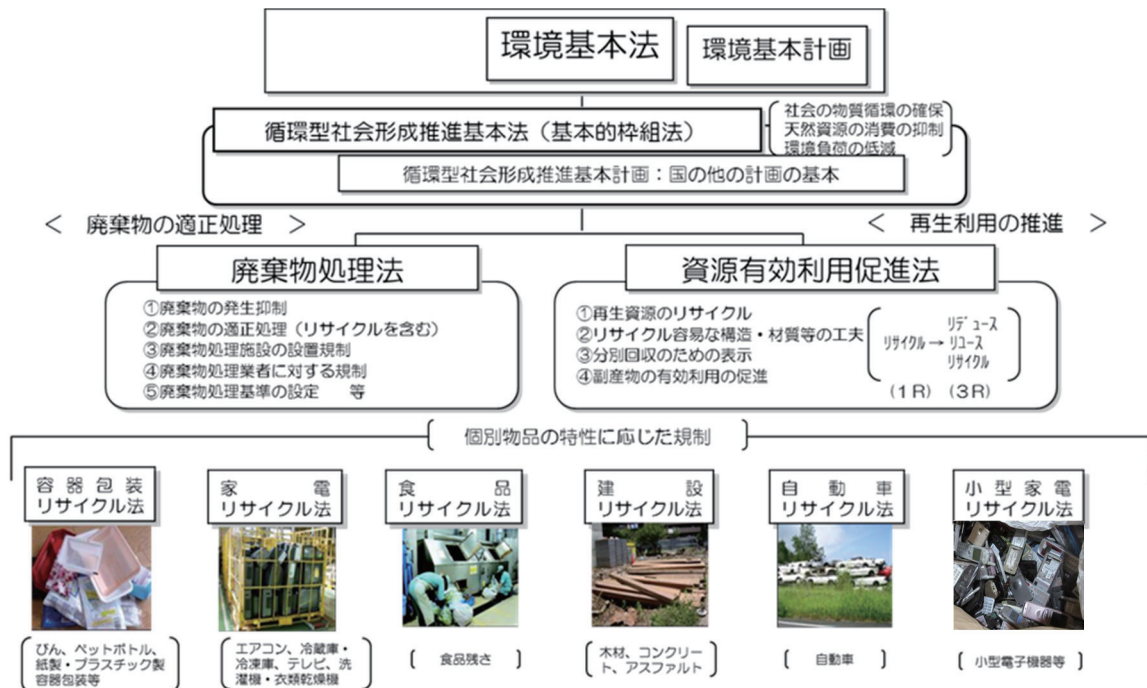 環境基本法
環境基本計画
循環型社会形成推進基本法（基本的枠組法）
社会の物質循環の確保
天然資源の消費の抑制
環境負荷の低減
循環型社会形成推進基本計画：国の他の計画の基本
＜ 廃棄物の適正処理 ＞
＜ 再生利用の推進 ＞
廃棄物処理法
①廃棄物の発生抑制
②廃棄物の適正処理（リサイクルを含む）
③廃棄物処理施設の設置規制
④廃棄物処理業者に対する規制
⑤廃棄物処理基準の設定　等
資源有効利用促進法
①再生資源のリサイクル
②リサイクル容易な構造・材質等の工夫
③分別回収のための表示
④副産物の有効利用の促進
ﾘｻｲｸﾙ→
ﾘﾃﾞｭｰｽ
ﾘﾕｰｽ
ﾘｻｲｸﾙ
(１Ｒ) (３Ｒ)
個別物品の特性に応じた規制
容器包装
リサイクル法
びん、ペットボトル、
紙製・プラスチック製
容器包装等
家電
リサイクル法
エアコン、冷蔵庫・
冷凍庫、テレビ、洗
濯機・衣類乾燥機
食品
リサイクル法
食品残さ
建設
リサイクル法
木材、コンクリー
ト、アスファルト
自動車
リサイクル法
自動車
小型家電
リサイクル法
小型電子機器等